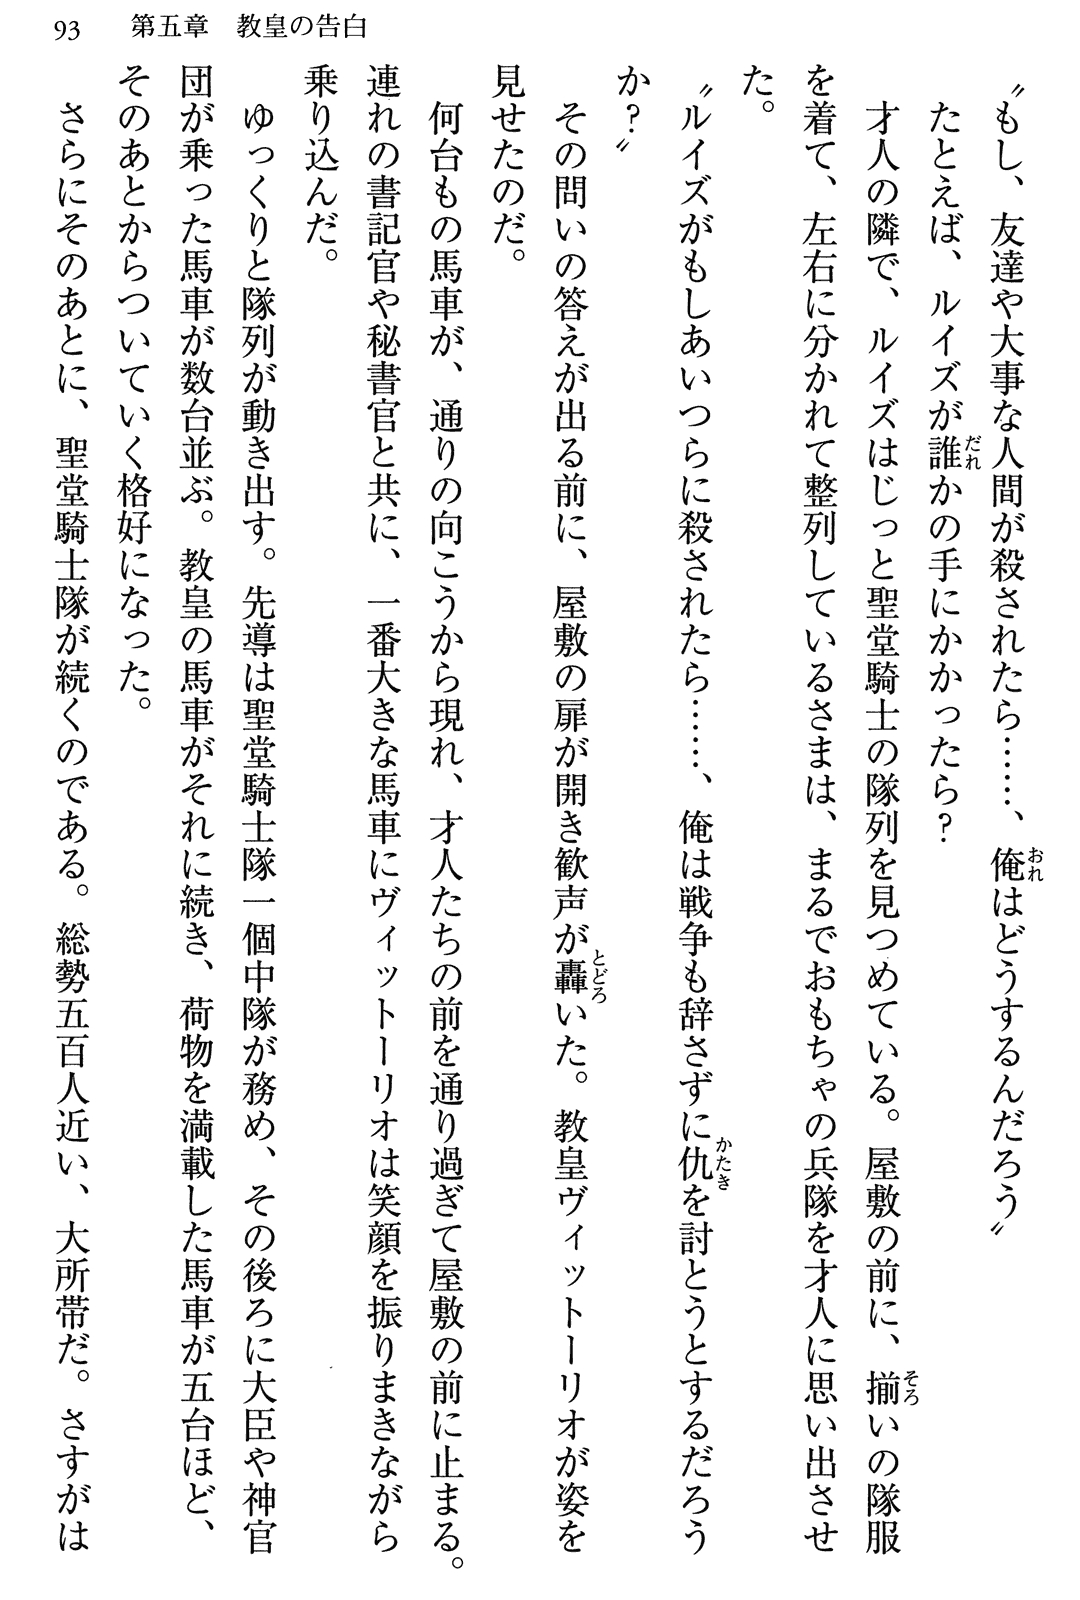 93　第五章　教皇の告白
〝もし、友達や大事な人間が殺されたら……、俺はどうするんだろう〟
たとえば、ルイズが誰かの手にかかったら?
才人の隣で、ルイズはじっと聖堂騎士の隊列を見つめている。屋敷の前に、揃いの隊服
を着て、左右に分かれて整列しているさまは、まるでおもちゃの兵隊を才人に思い出させ
た。
〝ルイズがもしあいつらに殺されたら……、俺は戦争も辞さずに仇を討とうとするだろう
か?〟
その問いの答えが出る前に、屋敷の扉が開き歓声が轟いた。教皇ヴィットーリオが姿を
見せたのだ。
何台もの馬車が、通りの向こうから現れ、才人たちの前を通り過ぎて屋敷の前に止まる。
連れの書記官や秘書官と共に、一番大きな馬車にヴィットーリオは笑顔を振りまきながら
乗り込んだ。
ゆっくりと隊列が動き出す。先導は聖堂騎士隊一個中隊が務め、その後ろに大臣や神官
団が乗った馬車が数台並ぶ。教皇の馬車がそれに続き、荷物を満載した馬車が五台ほど、
そのあとからついていく格好になった。
さらにそのあとに、聖堂騎士隊が続くのである。総勢五百人近い、大所帯だ。さすがは